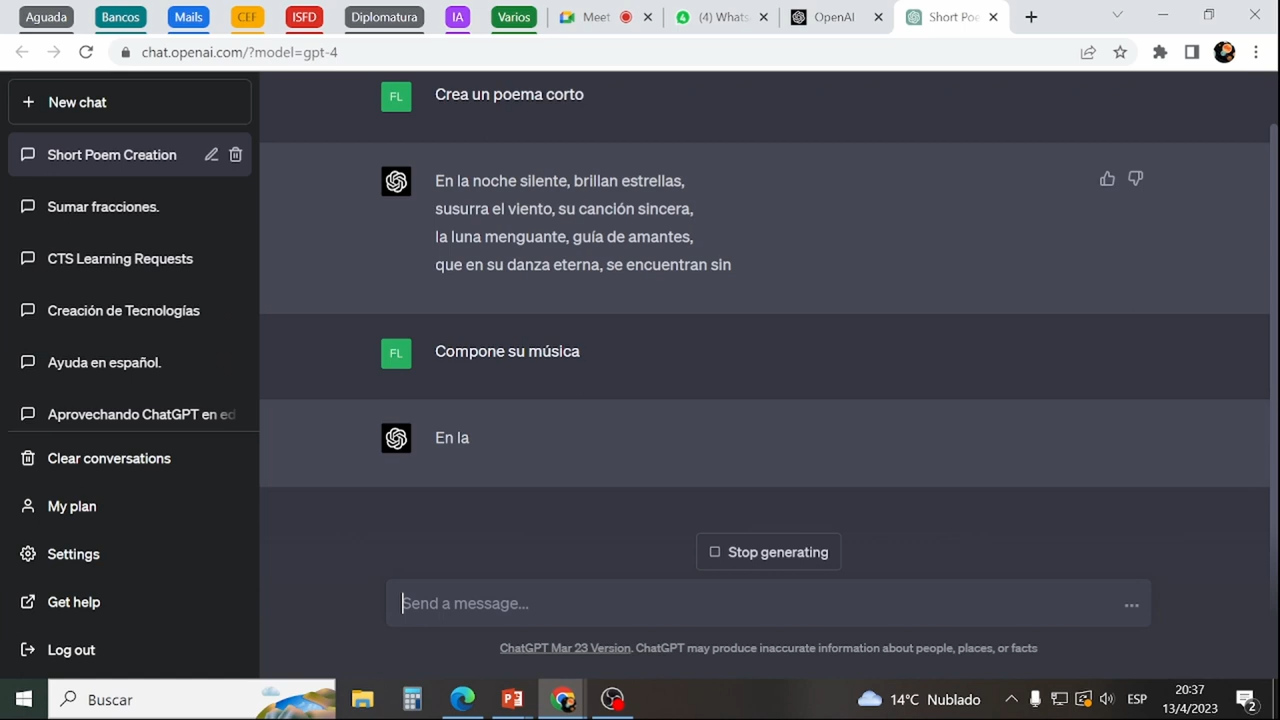 Aguada Bancos Mails CEF ISFD Diplomatura IA Varios Meet (4) Whats OpenAI Short Poe
chat.openai.com/?model=gpt-4
New chat
Short Poem Creation
Sumar fracciones.
CTS Learning Requests
Creación de Tecnologías
Ayuda en español.
Aprovechando ChatGPT en ed
Clear conversations
My plan
Settings
Get help
Log out
FL Crea un poema corto
En la noche silente, brillan estrellas,
susurra el viento, su canción sincera,
la luna menguante, guía de amantes,
que en su danza eterna, se encuentran sin
FL Compone su música
En la
Stop generating
Send a message...
ChatGPT Mar 23 Version. ChatGPT may produce inaccurate information about people, places, or facts
Buscar 14°C Nublado ESP 20:37
13/4/2023 2